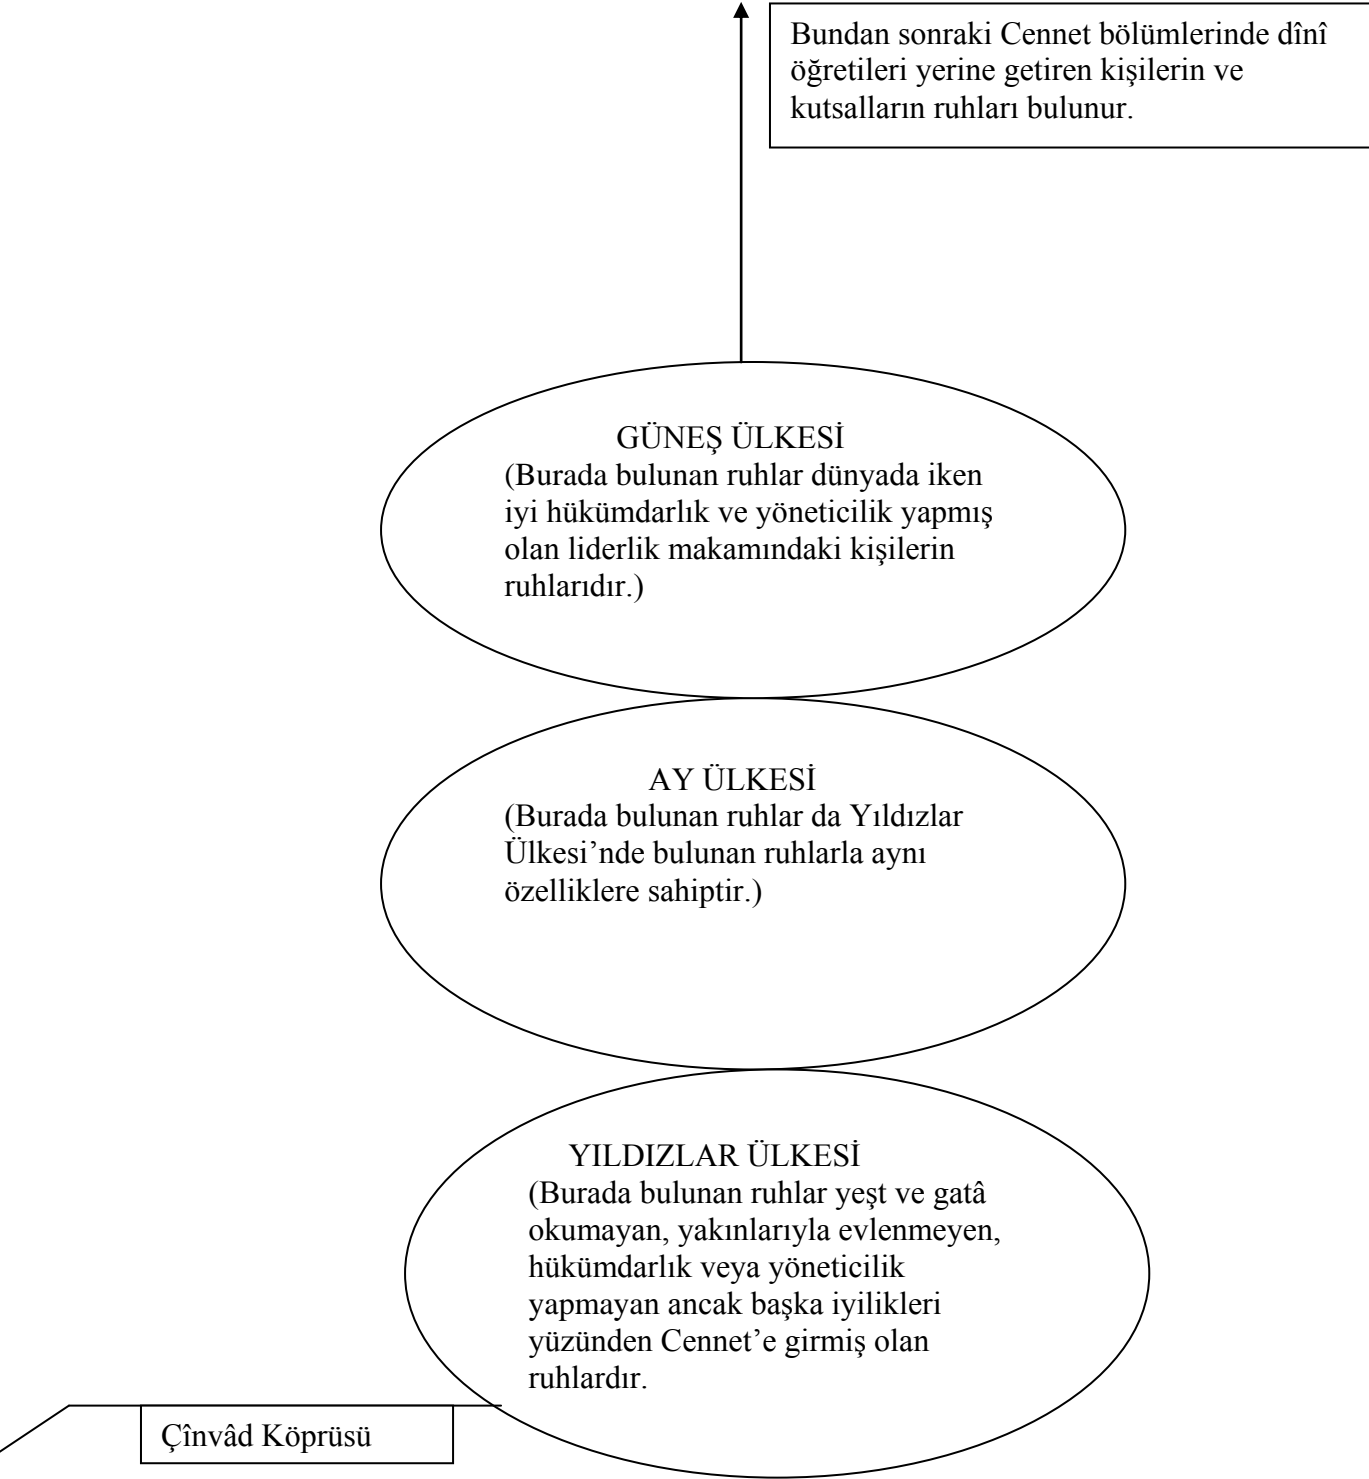 Bundan sonraki Cennet bölümlerinde dînî
öğretileri yerine getiren kişilerin ve
kutsalların ruhları bulunur.
GÜNEŞ ÜLKESİ
(Burada bulunan ruhlar dünyada iken
iyi hükümdarlık ve yöneticilik yapmış
olan liderlik makamındaki kişilerin
ruhlarıdır.)
AY ÜLKESİ
(Burada bulunan ruhlar da Yıldızlar
Ülkesi’nde bulunan ruhlarla aynı
özelliklere sahiptir.)
YILDIZLAR ÜLKESİ
(Burada bulunan ruhlar yeşt ve gatâ
okumayan, yakınlarıyla evlenmeyen,
hükümdarlık veya yöneticilik
yapmayan ancak başka iyilikleri
yüzünden Cennet’e girmiş olan
ruhlardır.
Çînvâd Köprüsü